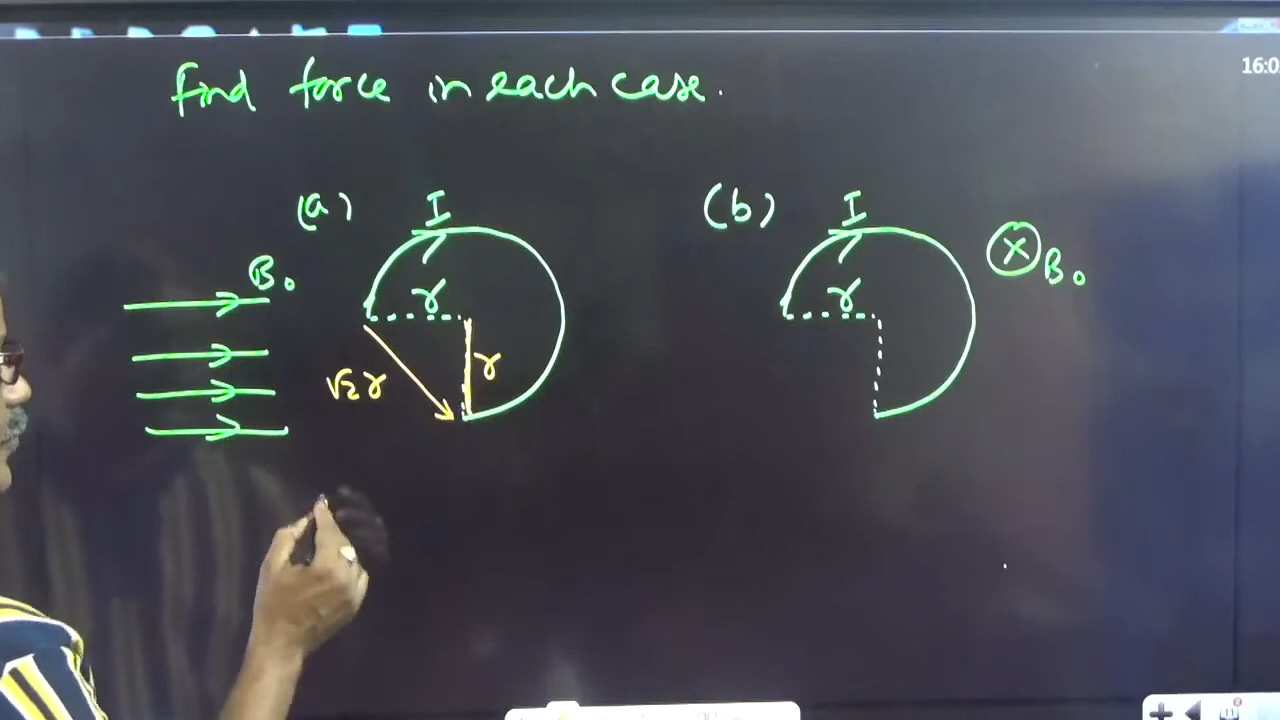 find force in each case.
(a)
I
B₀
r
r
√2 r
(b)
I
B₀
r
16:0